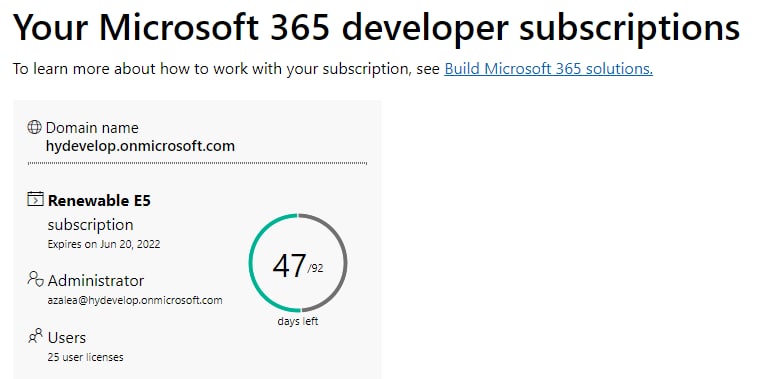 Your Microsoft 365 developer subscriptions
To learn more about how to work with your subscription, see Build Microsoft 365 solutions.
Domain name
hydevelop.onmicrosoft.com
Renewable E5
subscription
Expires on Jun 20, 2022
47/92
days left
Administrator
azalea@hydevelop.onmicrosoft.com
Users
25 user licenses